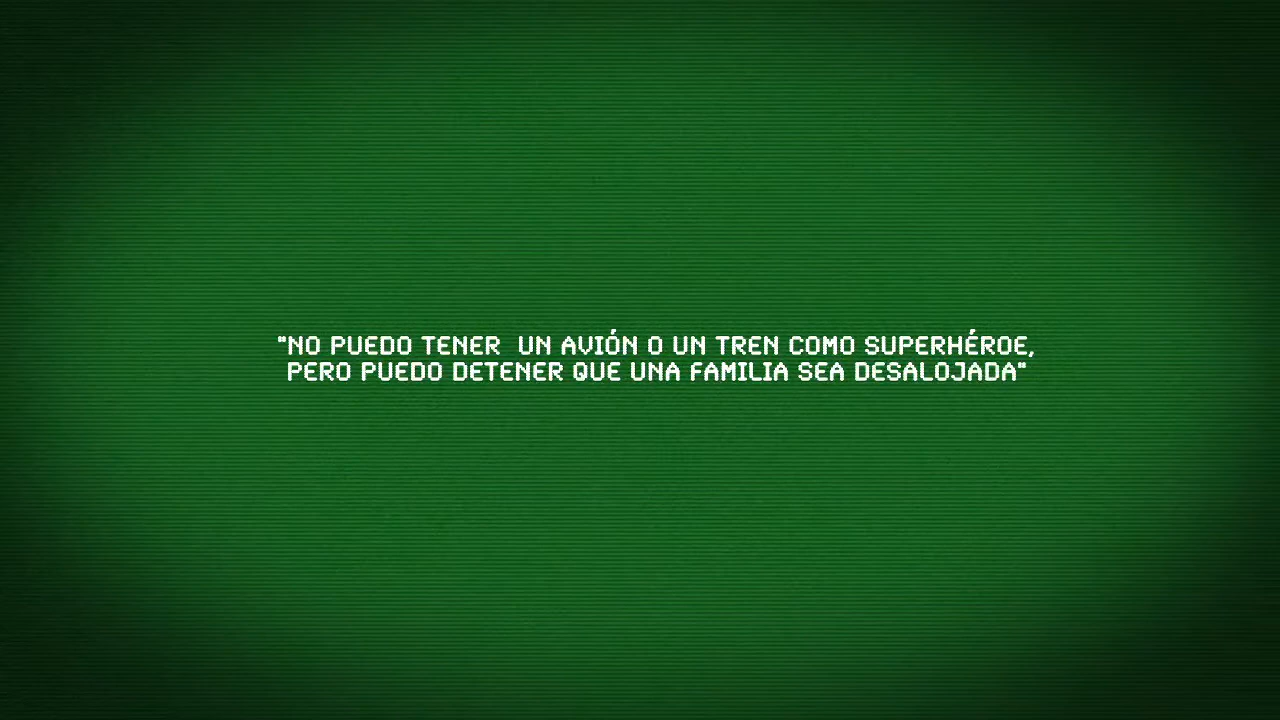 "NO PUEDO TENER  UN AVIÓN O UN TREN COMO SUPERHÉROE,
PERO PUEDO DETENER QUE UNA FAMILIA SEA DESALOJADA"